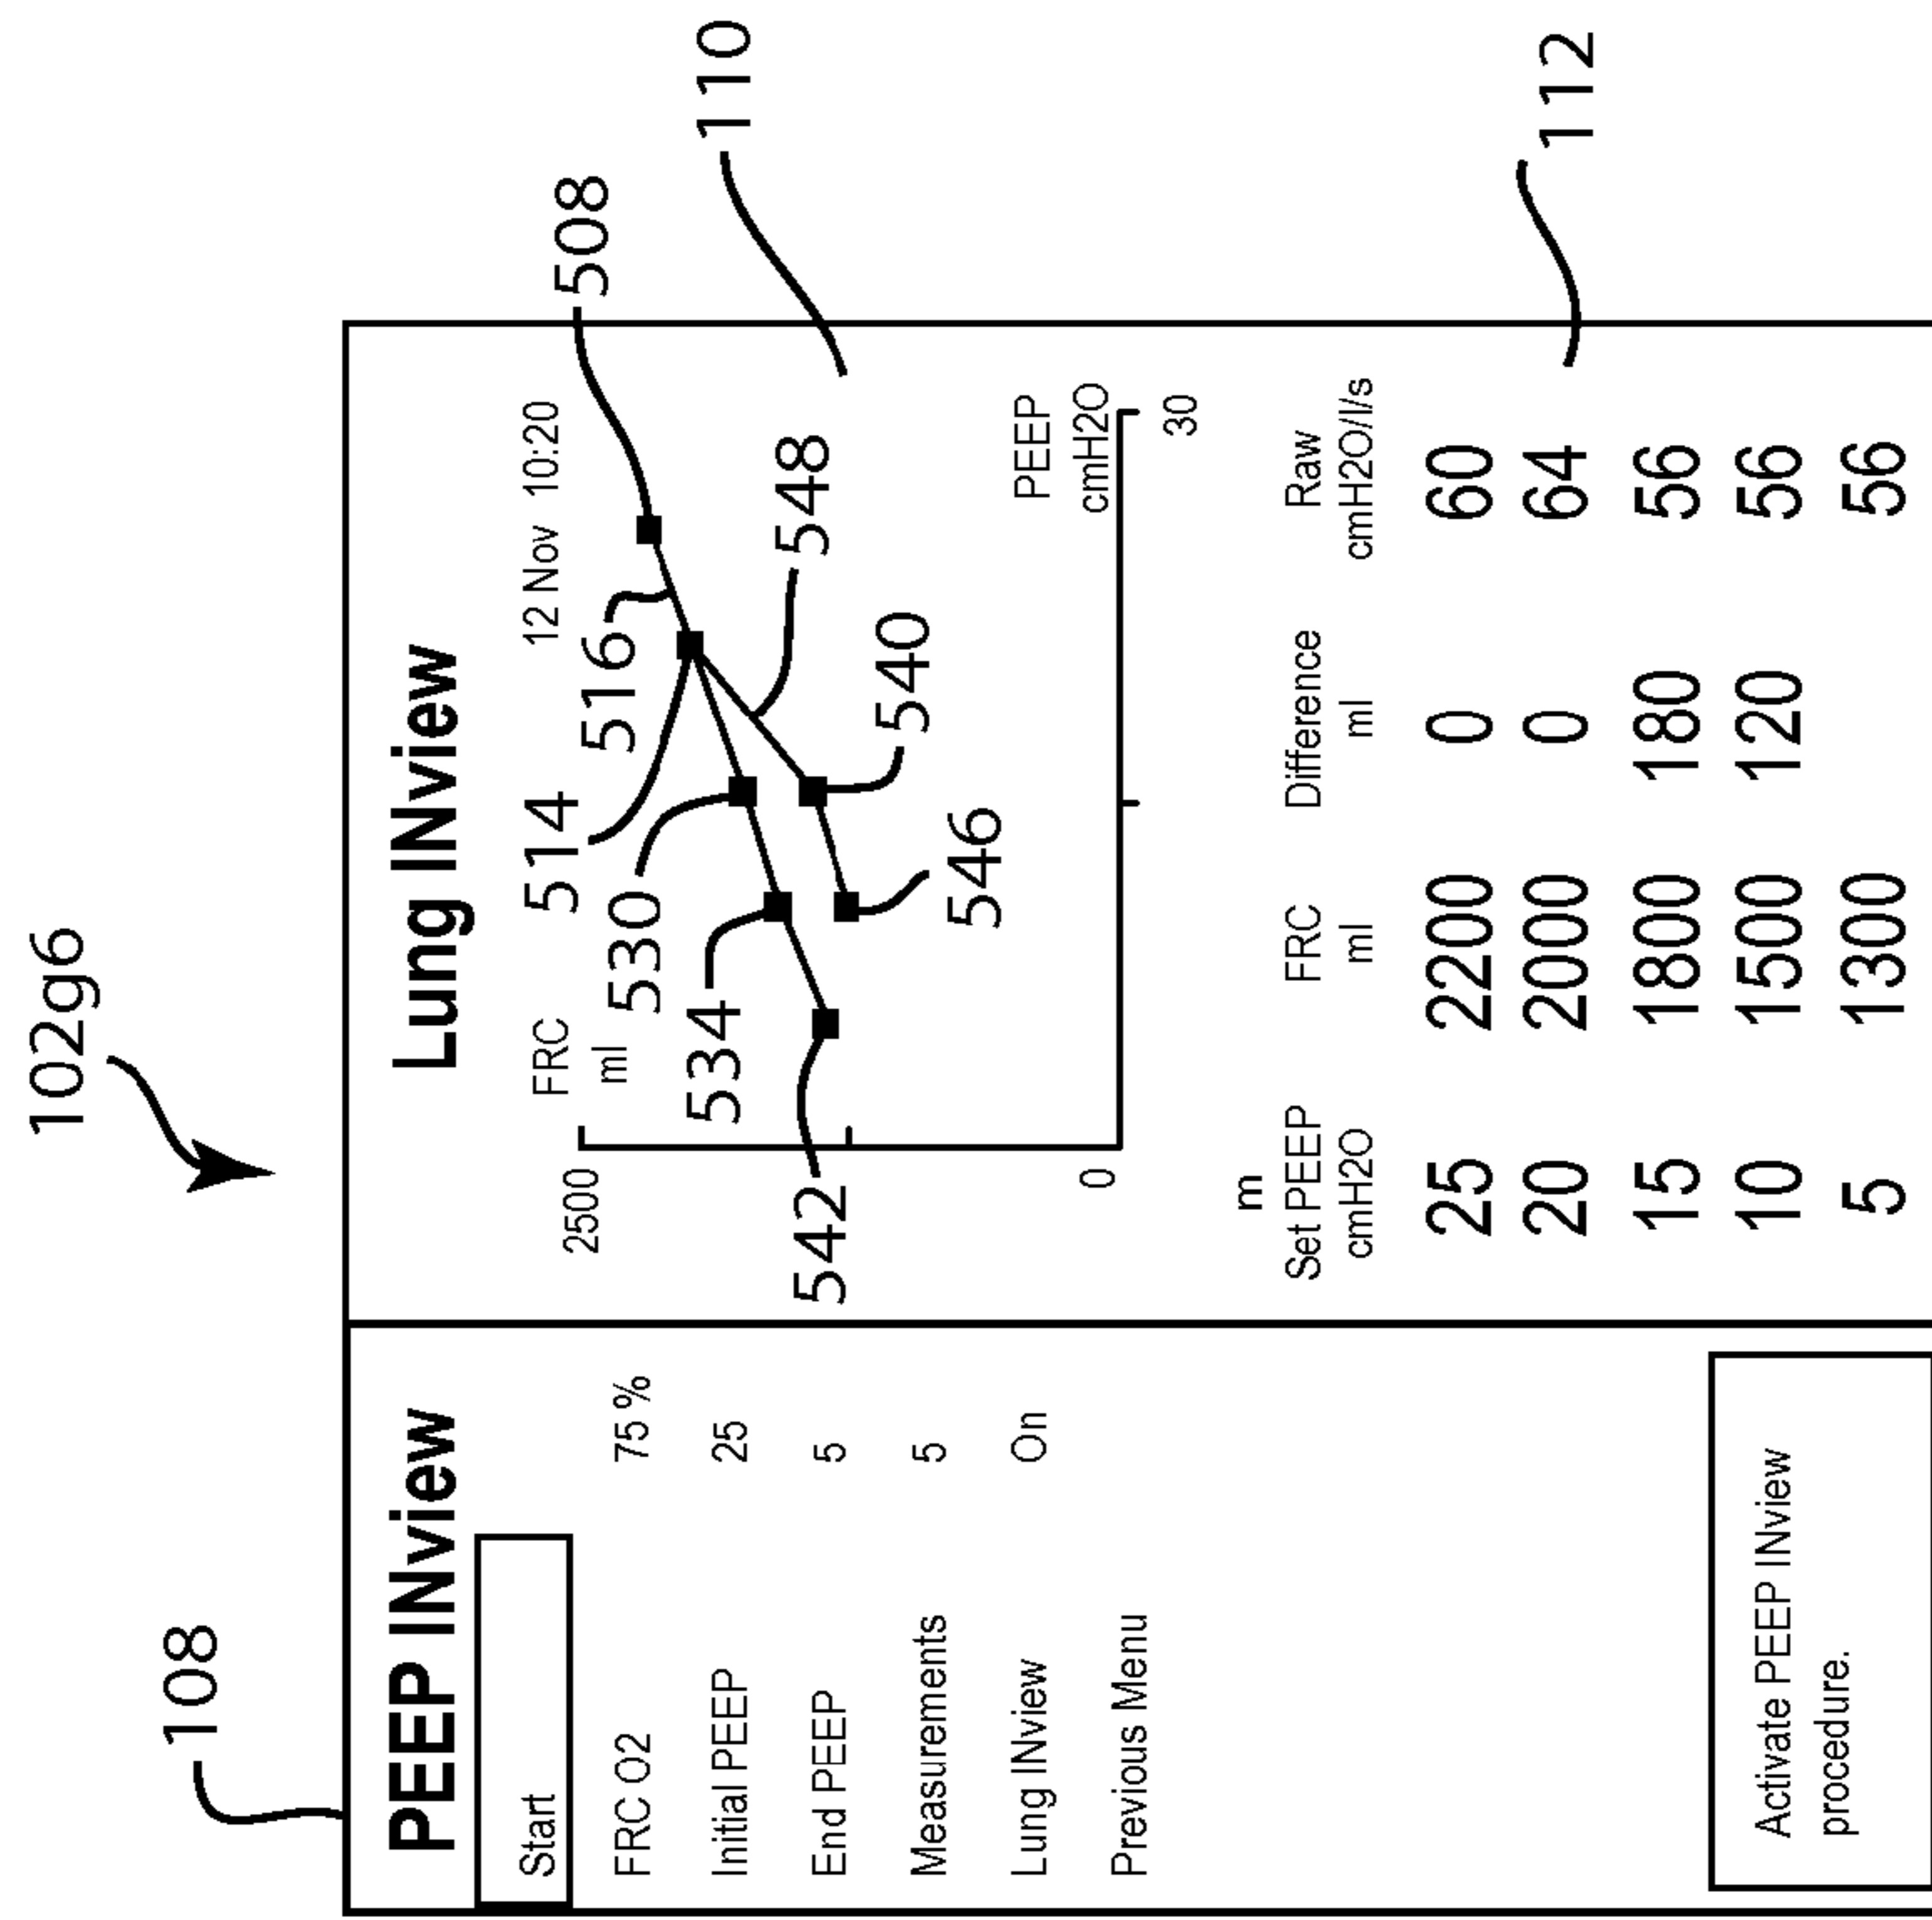 102g6
108
PEEP INview
Start
FRC O2 75 %
Initial PEEP 25
End PEEP 5
Measurements 5
Lung INview On
Previous Menu
Activate PEEP INview
procedure.
Lung INview
12 Nov 10:20
FRC
ml
2500
0
30
PEEP
cmH2O
514
516
508
530
534
548
540
542
546
110
m
Set PEEP FRC Difference Raw
cmH2O ml ml cmH2O/l/s
25 2200 0 60
20 2000 0 64
15 1800 180 56
10 1500 120 56
5 1300 56
112